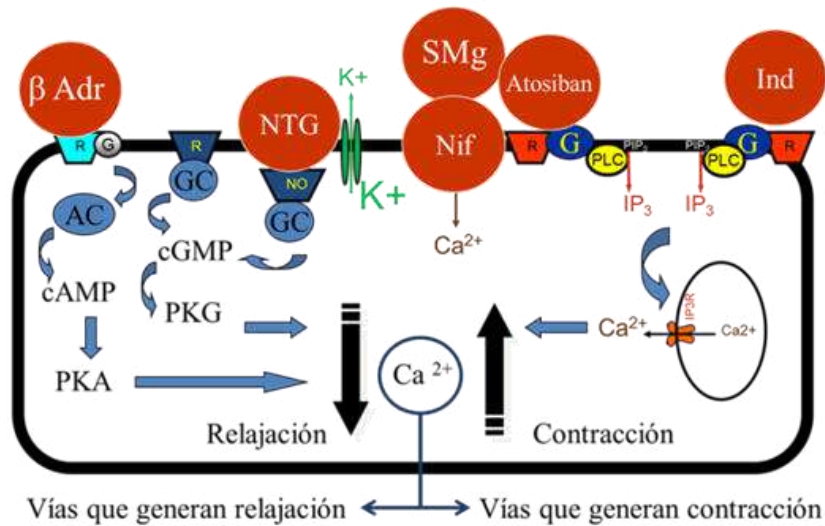 β Adr
NTG
K+
SMg
Nif
Atosiban
Ind
R
G
R
GC
NO
GC
K+
R
G
PLC
PIP2
PIP2
PLC
G
R
IP3
IP3
AC
cGMP
Ca2+
cAMP
PKG
Ca2+
IP3R
Ca2+
PKA
Ca 2+
Relajación
Contracción
Vías que generan relajación
Vías que generan contracción